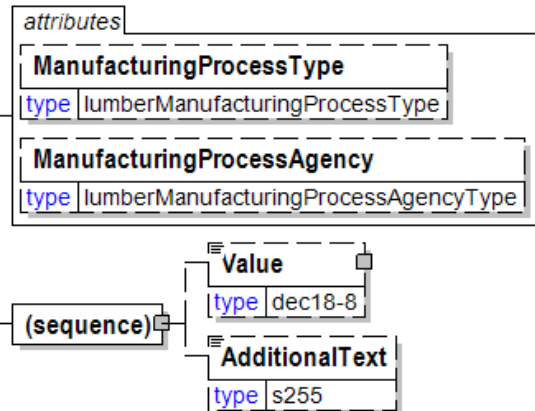 attributes
ManufacturingProcessType
type lumberManufacturingProcessType
ManufacturingProcessAgency
type lumberManufacturingProcessAgencyType
Value
type dec18-8
(sequence)
AdditionalText
type s255